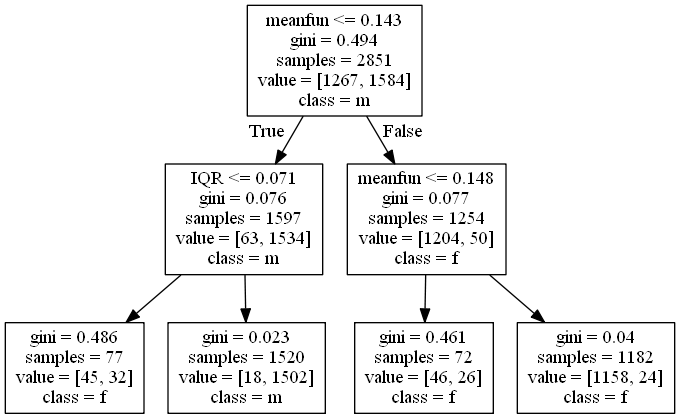 meanfun <= 0.143
gini = 0.494
samples = 2851
value = [1267, 1584]
class = m
True
False
IQR <= 0.071
gini = 0.076
samples = 1597
value = [63, 1534]
class = m
meanfun <= 0.148
gini = 0.077
samples = 1254
value = [1204, 50]
class = f
gini = 0.486
samples = 77
value = [45, 32]
class = f
gini = 0.023
samples = 1520
value = [18, 1502]
class = m
gini = 0.461
samples = 72
value = [46, 26]
class = f
gini = 0.04
samples = 1182
value = [1158, 24]
class = f